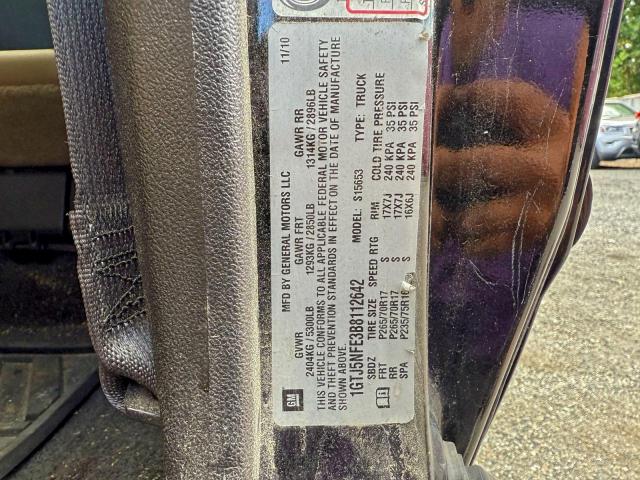 MFD BY GENERAL MOTORS LLC 11/10
GVWR GAWR FRT GAWR RR
2404KG / 5300LB 1293KG / 2850LB 1314KG / 2896LB
THIS VEHICLE CONFORMS TO ALL APPLICABLE FEDERAL MOTOR VEHICLE SAFETY
AND THEFT PREVENTION STANDARDS IN EFFECT ON THE DATE OF MANUFACTURE
SHOWN ABOVE.
1GTJ5NFE3B8112642 S15653 TYPE: TRUCK
SBDZ TIRE SIZE SPEED RTG RIM COLD TIRE PRESSURE
FRT P265/70R17 S 17X7J 240 KPA 35 PSI
RR P265/70R17 S 17X7J 240 KPA 35 PSI
SPA P235/75R16 S 16X6J 240 KPA 35 PSI
GM